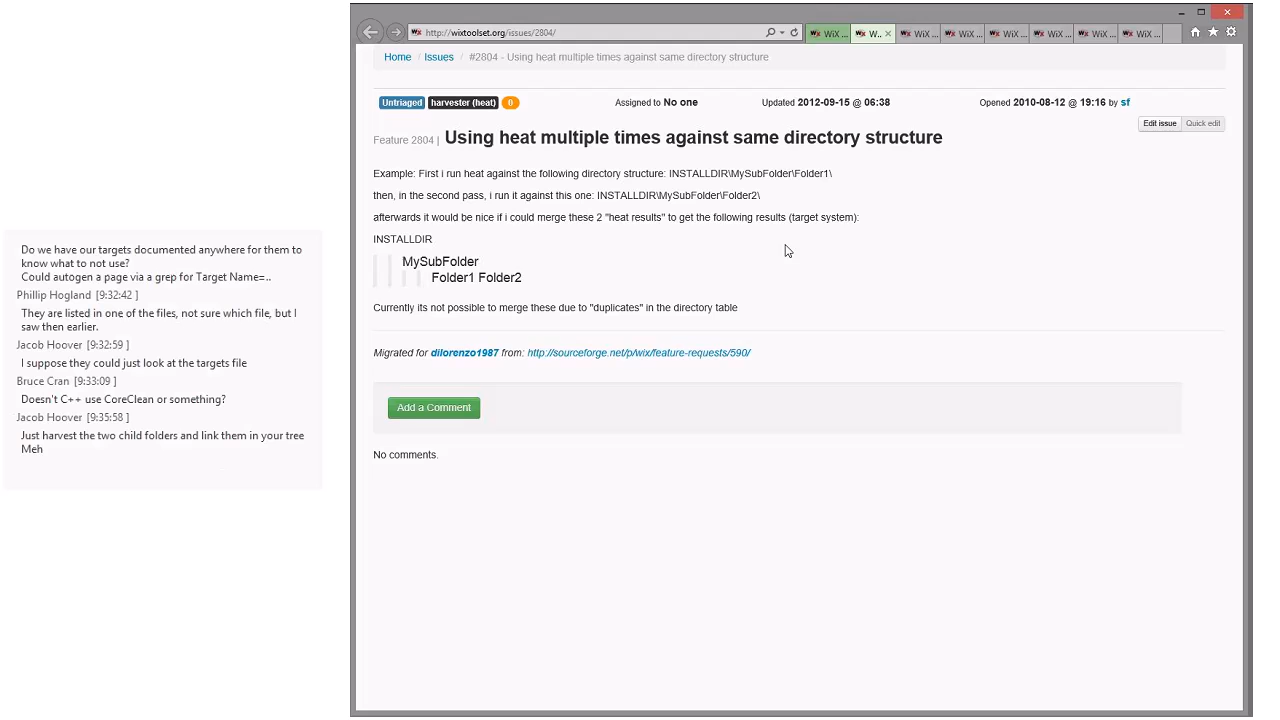 Do we have our targets documented anywhere for them to
know what to not use?
Could autogen a page via a grep for Target Name=..
Phillip Hogland [9:32:42 ]
They are listed in one of the files, not sure which file, but I
saw then earlier.
Jacob Hoover [9:32:59 ]
I suppose they could just look at the targets file
Bruce Cran [9:33:09 ]
Doesn't C++ use CoreClean or something?
Jacob Hoover [9:35:58 ]
Just harvest the two child folders and link them in your tree
Meh
http://wixtoolset.org/issues/2804/
WiX ...
W.. ×
WiX ...
WiX ...
WiX ...
WiX ...
WiX ...
WiX ...
Home / Issues / #2804 - Using heat multiple times against same directory structure
Untriaged harvester (heat) 0 Assigned to No one Updated 2012-09-15 @ 06:38 Opened 2010-08-12 @ 19:16 by sf
Edit issue Quick edit
Feature 2804 | Using heat multiple times against same directory structure
Example: First i run heat against the following directory structure: INSTALLDIR\MySubFolder\Folder1\
then, in the second pass, i run it against this one: INSTALLDIR\MySubFolder\Folder2\
afterwards it would be nice if i could merge these 2 "heat results" to get the following results (target system):
INSTALLDIR
MySubFolder
Folder1 Folder2
Currently its not possible to merge these due to "duplicates" in the directory table
Migrated for dilorenzo1987 from: http://sourceforge.net/p/wix/feature-requests/590/
Add a Comment
No comments.